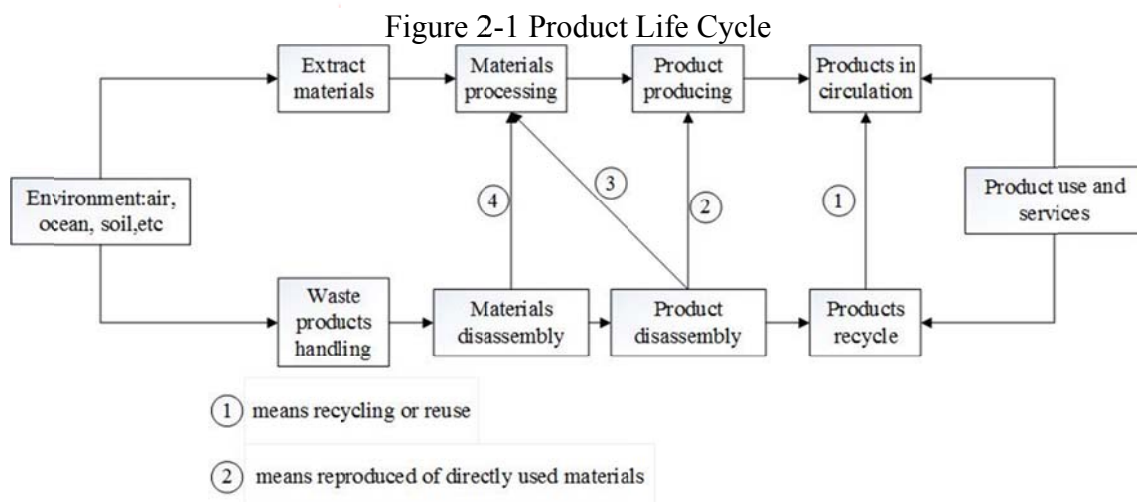 Figure 2-1 Product Life Cycle
Extract
materials
Materials
processing
Product
producing
Products in
circulation
Environment:air,
ocean, soil,etc
4
3
2
1
Product use and
services
Waste
products
handling
Materials
disassembly
Product
disassembly
Products
recycle
1 means recycling or reuse
2 means reproduced of directly used materials